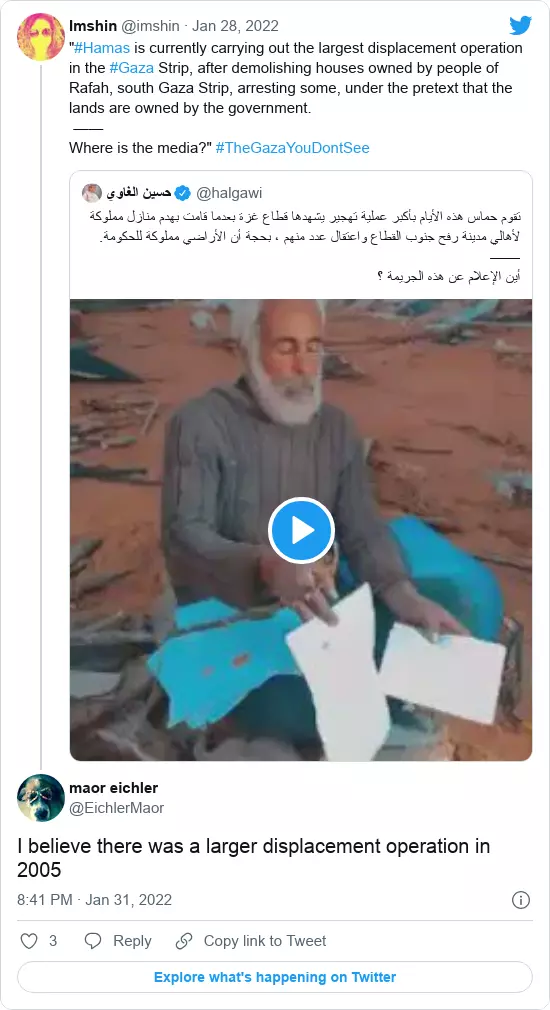 Imshin @imshin · Jan 28, 2022
"#Hamas is currently carrying out the largest displacement operation
in the #Gaza Strip, after demolishing houses owned by people of
Rafah, south Gaza Strip, arresting some, under the pretext that the
lands are owned by the government.
——
Where is the media?" #TheGazaYouDontSee
حسين الغاوي @halgawi
تقوم حماس هذه الأيام بأكبر عملية تهجير يشهدها قطاع غزة بعدما قامت بهدم منازل مملوكة
لأهالي مدينة رفح جنوب القطاع واعتقال عدد منهم ، بحجة أن الأراضي مملوكة للحكومة.
——
أين الإعلام عن هذه الجريمة ؟
maor eichler
@EichlerMaor
I believe there was a larger displacement operation in
2005
8:41 PM · Jan 31, 2022
3 Reply Copy link to Tweet
Explore what's happening on Twitter